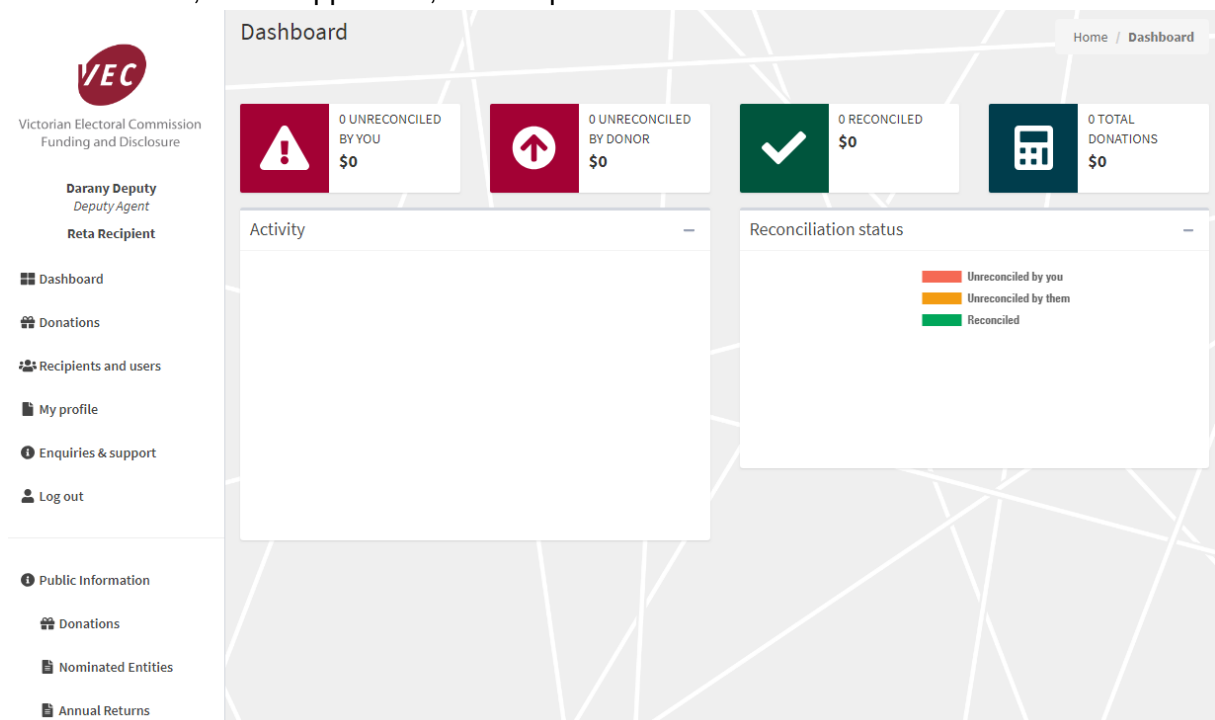 Dashboard
Home / Dashboard
VEC
Victorian Electoral Commission
Funding and Disclosure
Darany Deputy
Deputy Agent
Reta Recipient
Dashboard
Donations
Recipients and users
My profile
Enquiries & support
Log out
Public Information
Donations
Nominated Entities
Annual Returns
0 UNRECONCILED
BY YOU
$0
0 UNRECONCILED
BY DONOR
$0
0 RECONCILED
$0
0 TOTAL
DONATIONS
$0
Activity
Reconciliation status
Unreconciled by you
Unreconciled by them
Reconciled